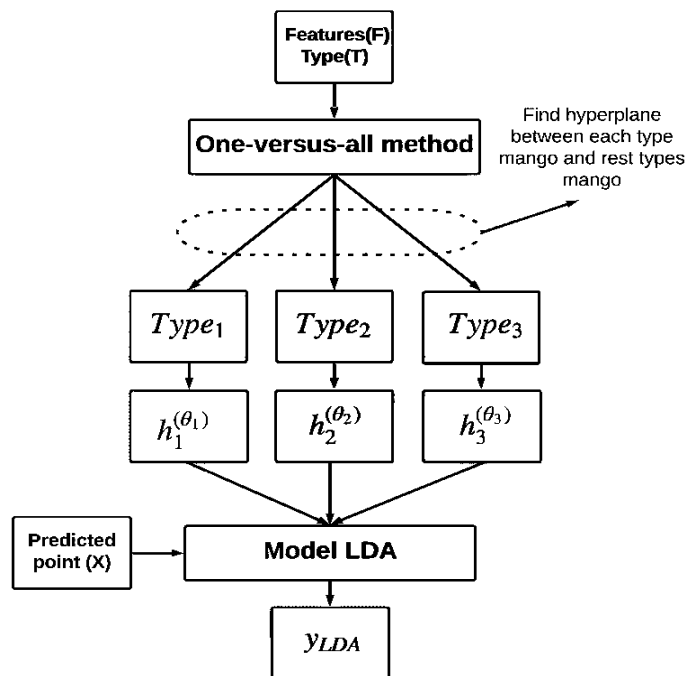 Features(F)
Type(T)
One-versus-all method
Find hyperplane
between each type
mango and rest types
mango
Type₁
Type₂
Type₃
h₁^(θ₁)
h₂^(θ₂)
h₃^(θ₃)
Predicted
point (X)
Model LDA
y_LDA